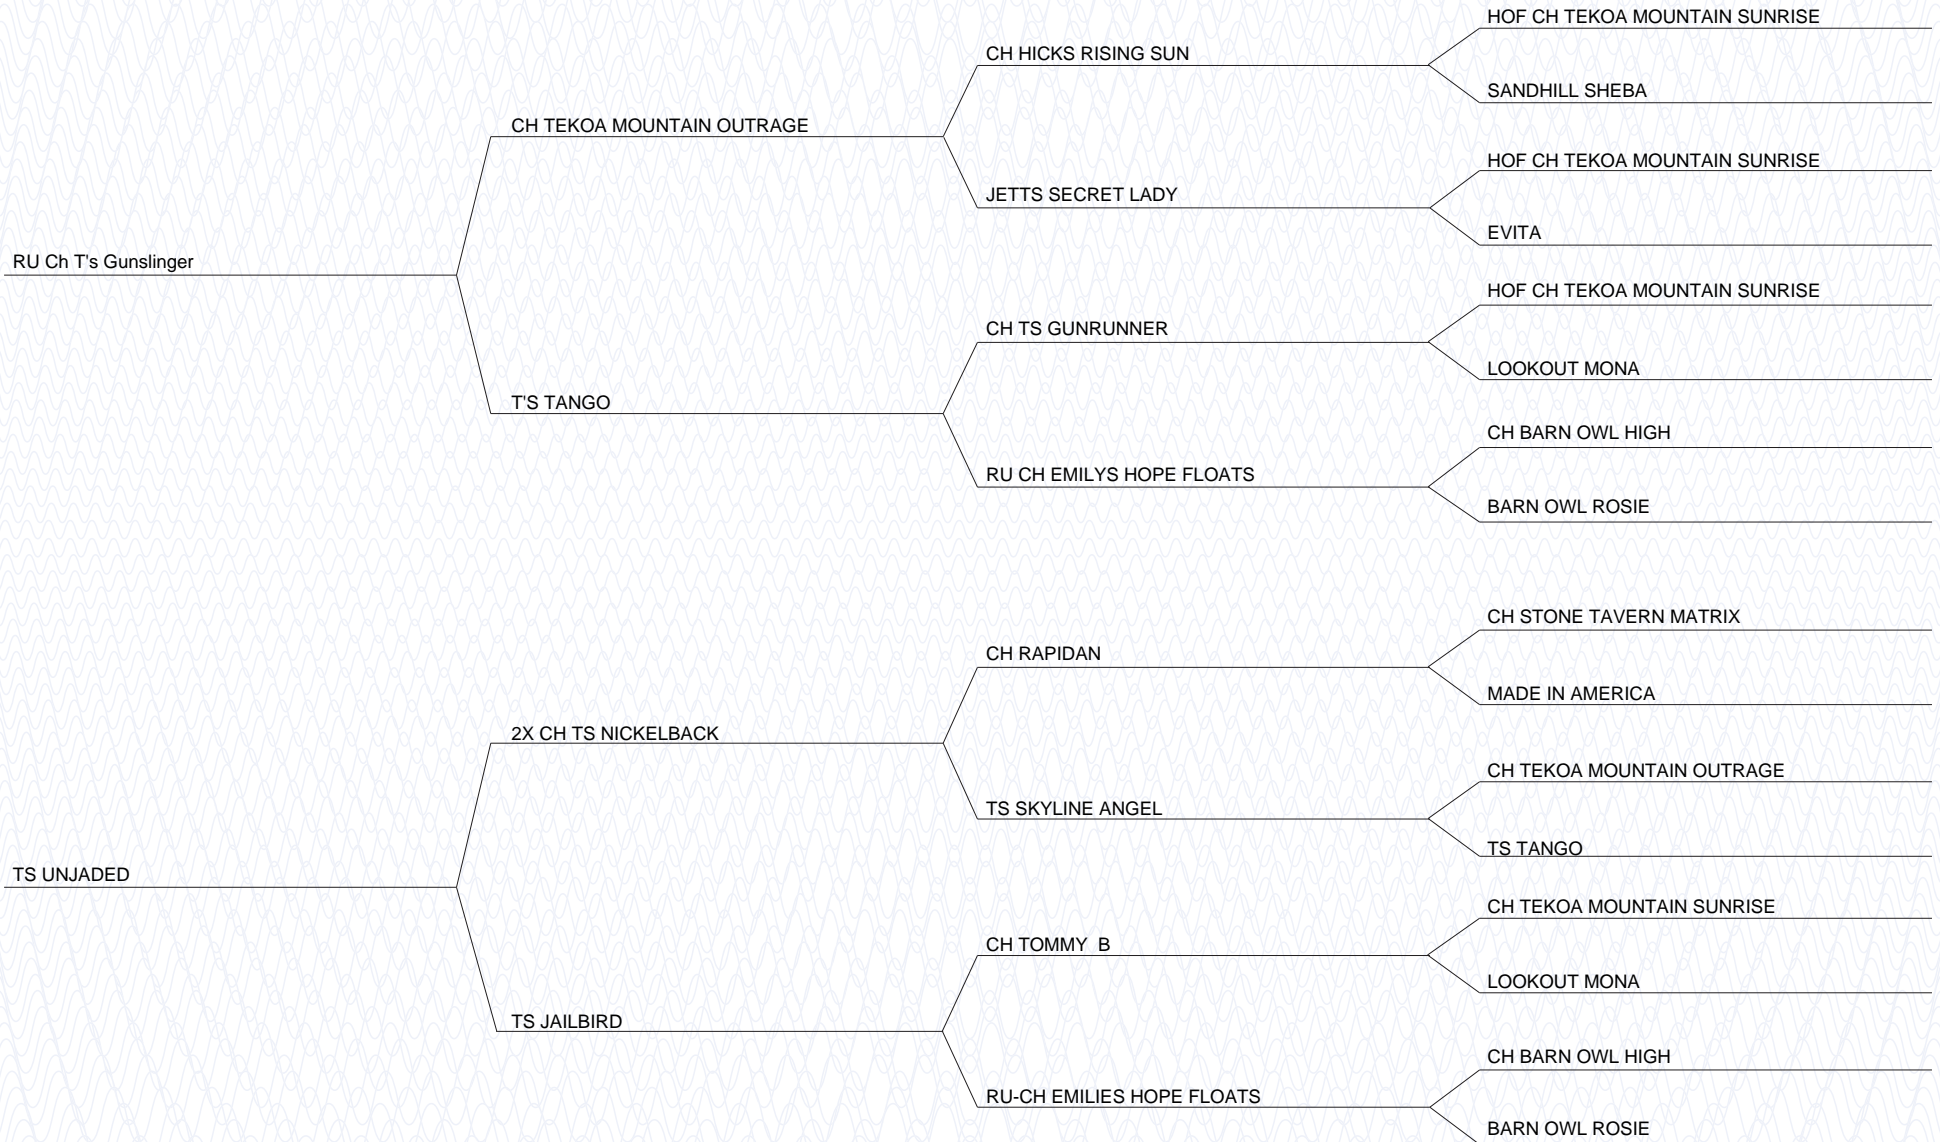 HOF CH TEKOA MOUNTAIN SUNRISE
CH HICKS RISING SUN
SANDHILL SHEBA
CH TEKOA MOUNTAIN OUTRAGE
HOF CH TEKOA MOUNTAIN SUNRISE
JETTS SECRET LADY
EVITA
RU Ch T's Gunslinger
HOF CH TEKOA MOUNTAIN SUNRISE
CH TS GUNRUNNER
LOOKOUT MONA
T'S TANGO
CH BARN OWL HIGH
RU CH EMILYS HOPE FLOATS
BARN OWL ROSIE
CH STONE TAVERN MATRIX
CH RAPIDAN
MADE IN AMERICA
2X CH TS NICKELBACK
CH TEKOA MOUNTAIN OUTRAGE
TS SKYLINE ANGEL
TS TANGO
TS UNJADED
CH TEKOA MOUNTAIN SUNRISE
CH TOMMY  B
LOOKOUT MONA
TS JAILBIRD
CH BARN OWL HIGH
RU-CH EMILIES HOPE FLOATS
BARN OWL ROSIE